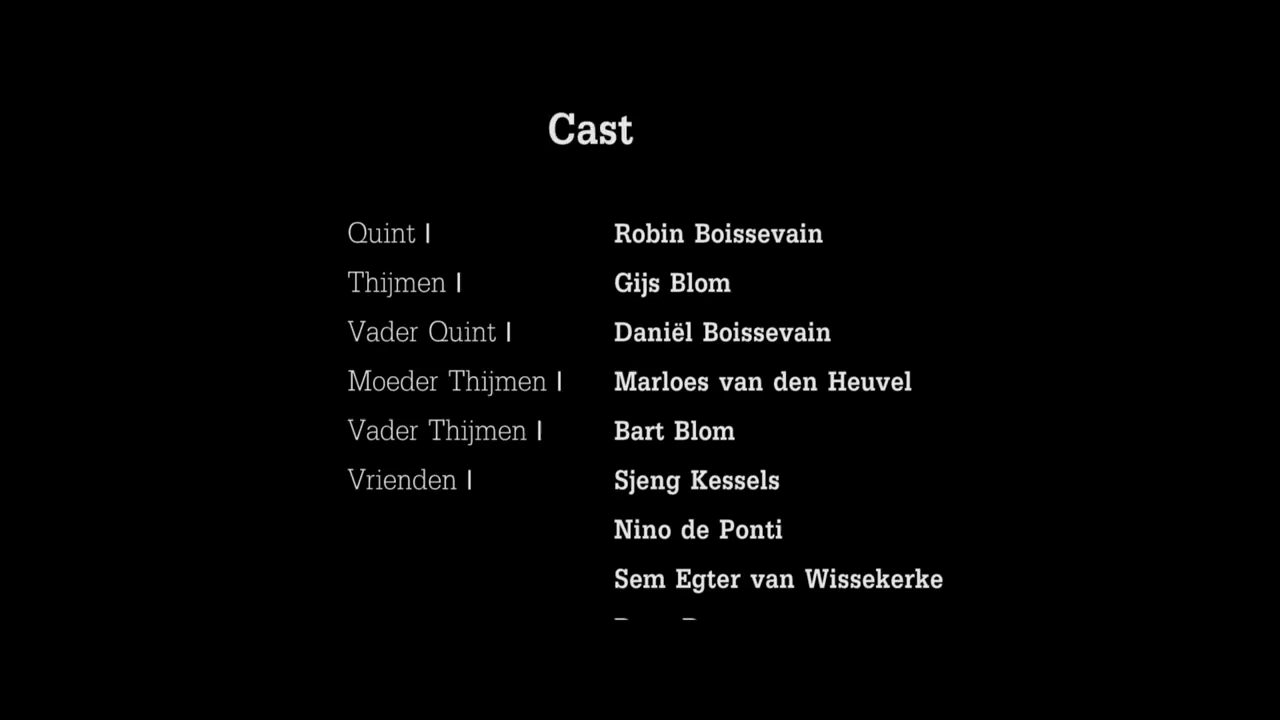 Cast
Quint | Robin Boissevain
Thijmen | Gijs Blom
Vader Quint | Daniël Boissevain
Moeder Thijmen | Marloes van den Heuvel
Vader Thijmen | Bart Blom
Vrienden | Sjeng Kessels
Nino de Ponti
Sem Egter van Wissekerke